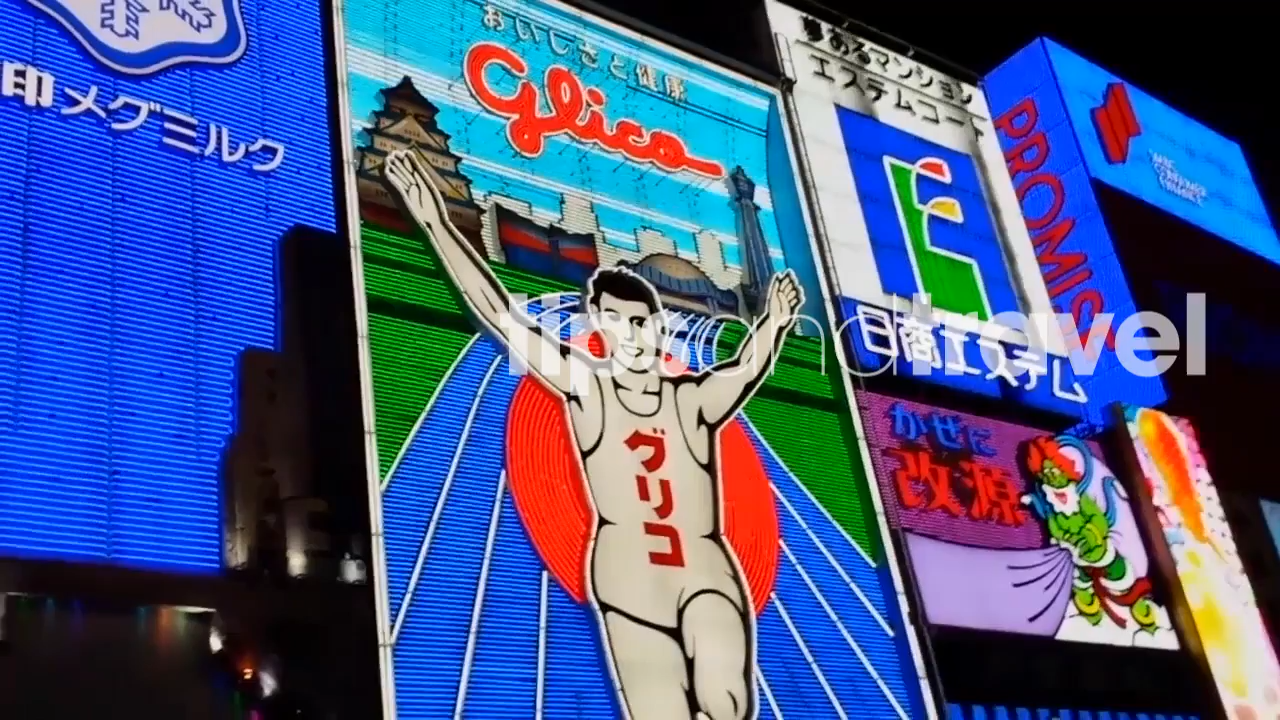 印メグミルク
おいしさと健康
Glico
グリコ
夢あるマンション
エステムコート
日商エステム
PROMISE
かぜに
改源
tipsandtravel